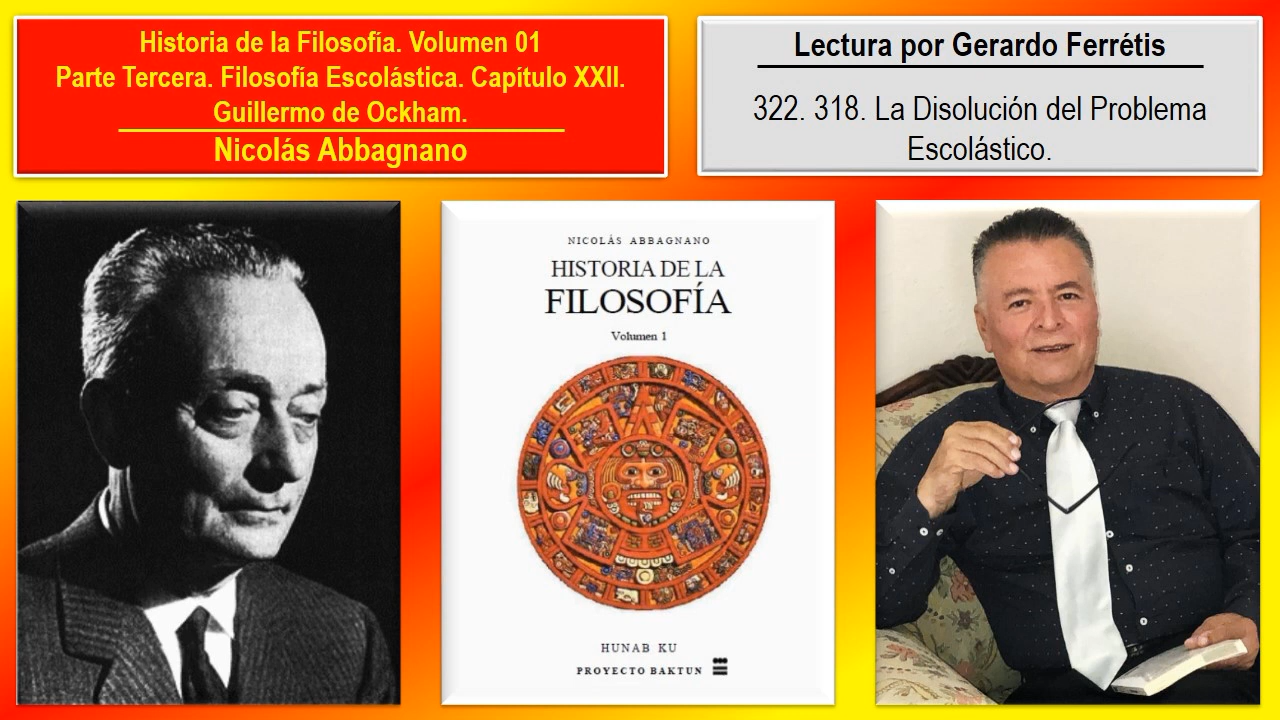 Historia de la Filosofía. Volumen 01
Parte Tercera. Filosofía Escolástica. Capítulo XXII.
Guillermo de Ockham.
Nicolás Abbagnano
Lectura por Gerardo Ferrétis
322. 318. La Disolución del Problema
Escolástico.
NICOLÁS ABBAGNANO
HISTORIA DE LA
FILOSOFÍA
Volumen 1
HUNAB KU
PROYECTO BAKTUN